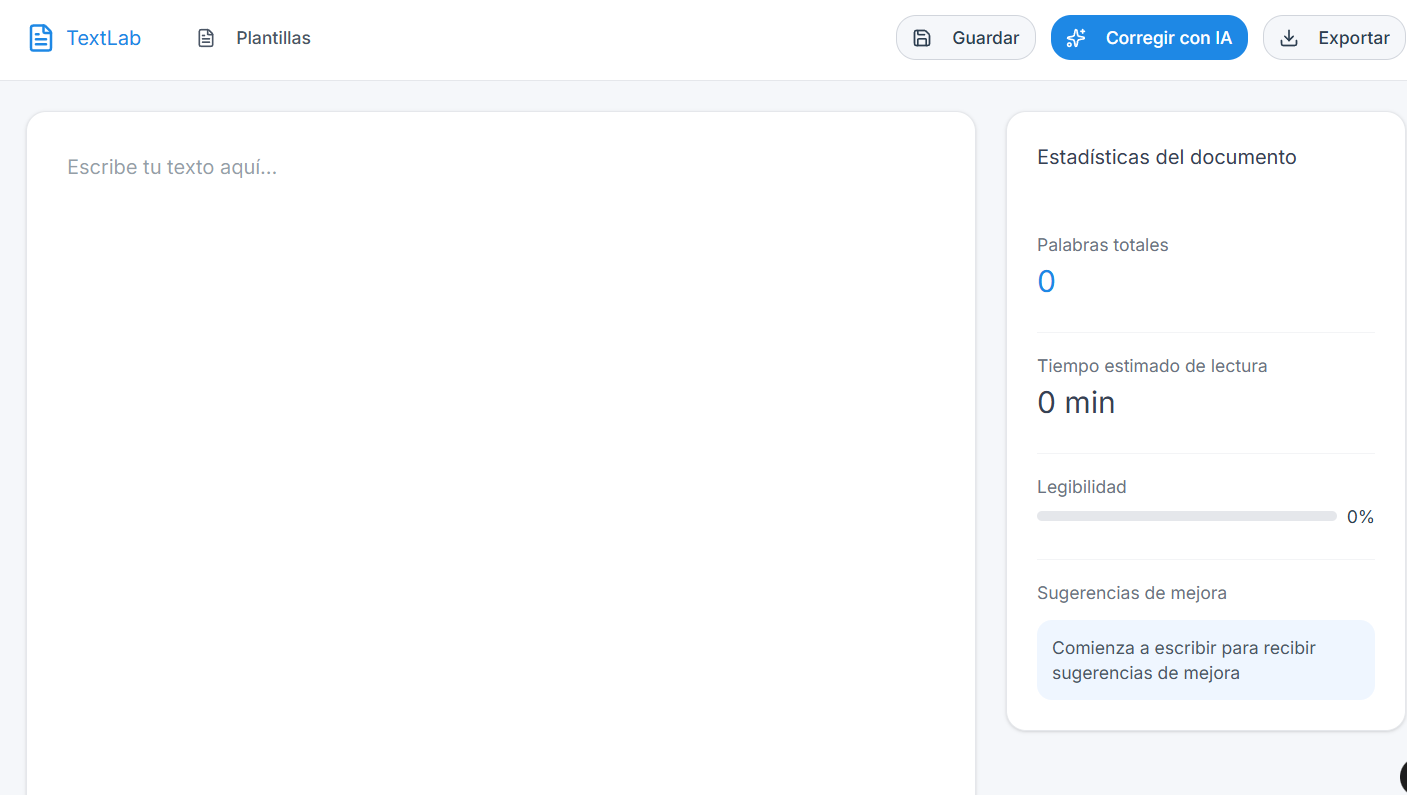 TextLab
Plantillas
Guardar
Corregir con IA
Exportar
Escribe tu texto aquí...
Estadísticas del documento
Palabras totales
0
Tiempo estimado de lectura
0 min
Legibilidad
0%
Sugerencias de mejora
Comienza a escribir para recibir
sugerencias de mejora